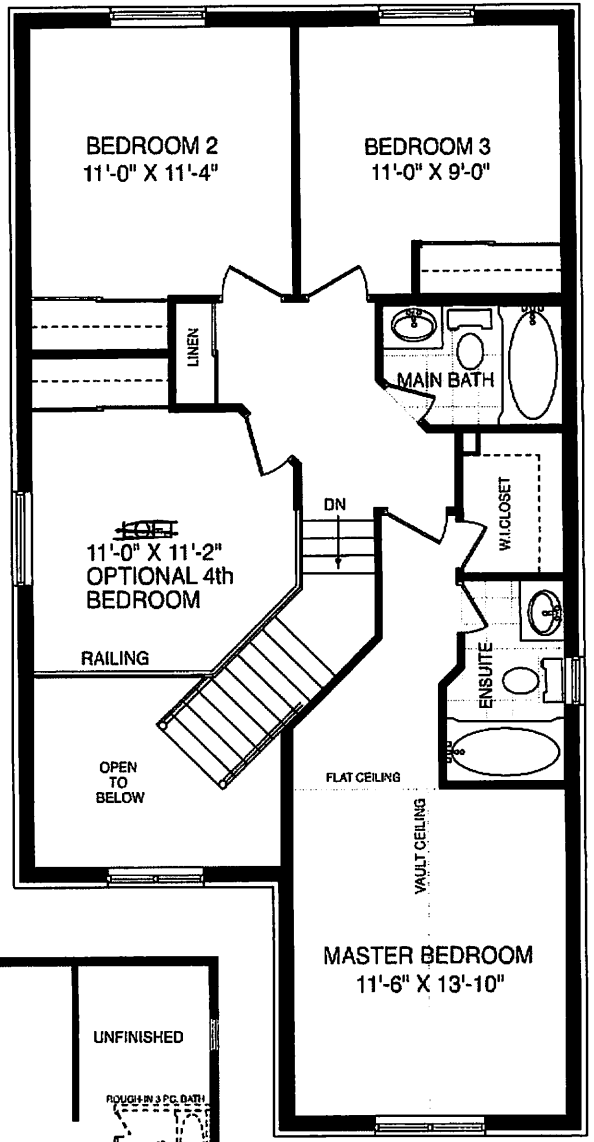 BEDROOM 2
11'-0" X 11'-4"
BEDROOM 3
11'-0" X 9'-0"
LINEN
MAIN BATH
DN
W.I.CLOSET
LOFT
11'-0" X 11'-2"
OPTIONAL 4th
BEDROOM
RAILING
ENSUITE
OPEN
TO
BELOW
FLAT CEILING
VAULT CEILING
MASTER BEDROOM
11'-6" X 13'-10"
UNFINISHED
ROUGH-IN 3 PC. BATH